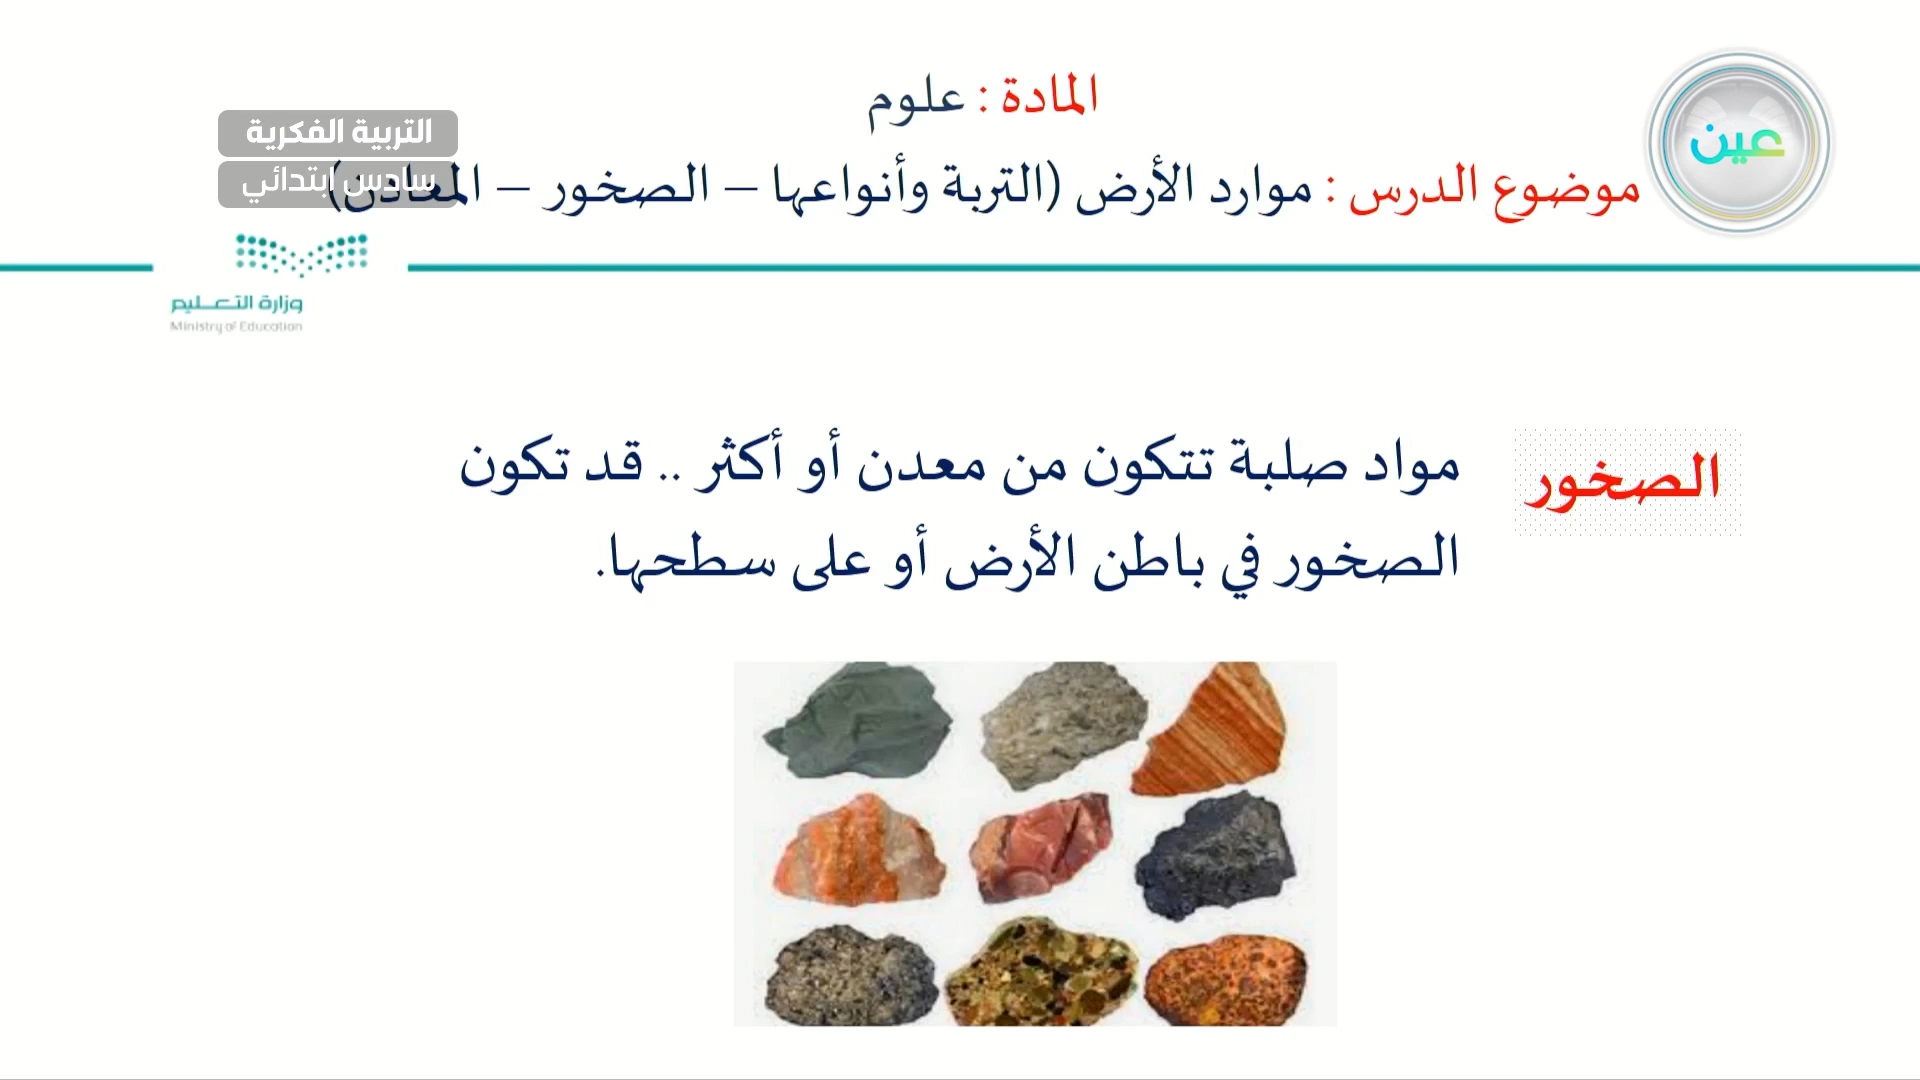 المادة : علوم
عين
التربية الفكرية
سادس ابتدائي
موضوع الدرس : موارد الأرض (التربة وأنواعها – الصخور – المعادن)
وزارة التعليم
Ministry of Education
الصخور
مواد صلبة تتكون من معدن أو أكثر .. قد تكون
الصخور في باطن الأرض أو على سطحها.